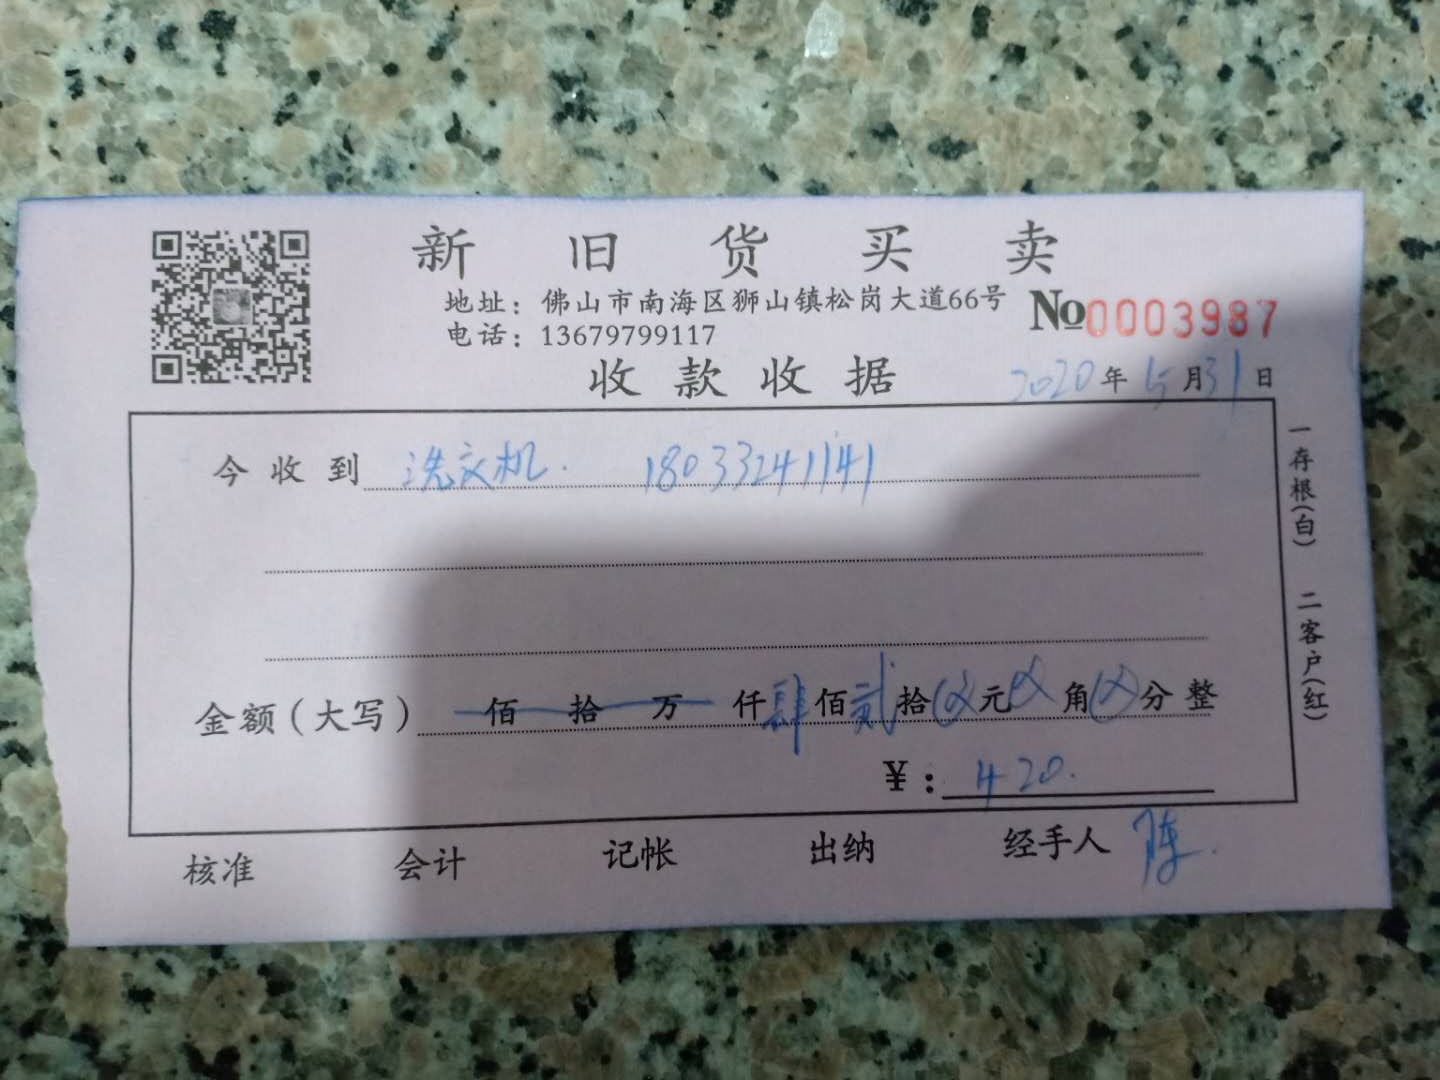 新旧货买卖
地址：佛山市南海区狮山镇松岗大道66号
电话：13679799117
№0003987
收款收据
2020年5月31日
今收到 洗衣机. 18033241141
金额（大写） 佰 拾 万 仟肆佰贰拾⊗元⊗角⊗分整
¥：420.
核准 会计 记帐 出纳 经手人 陈.
一存根(白) 二客户(红)